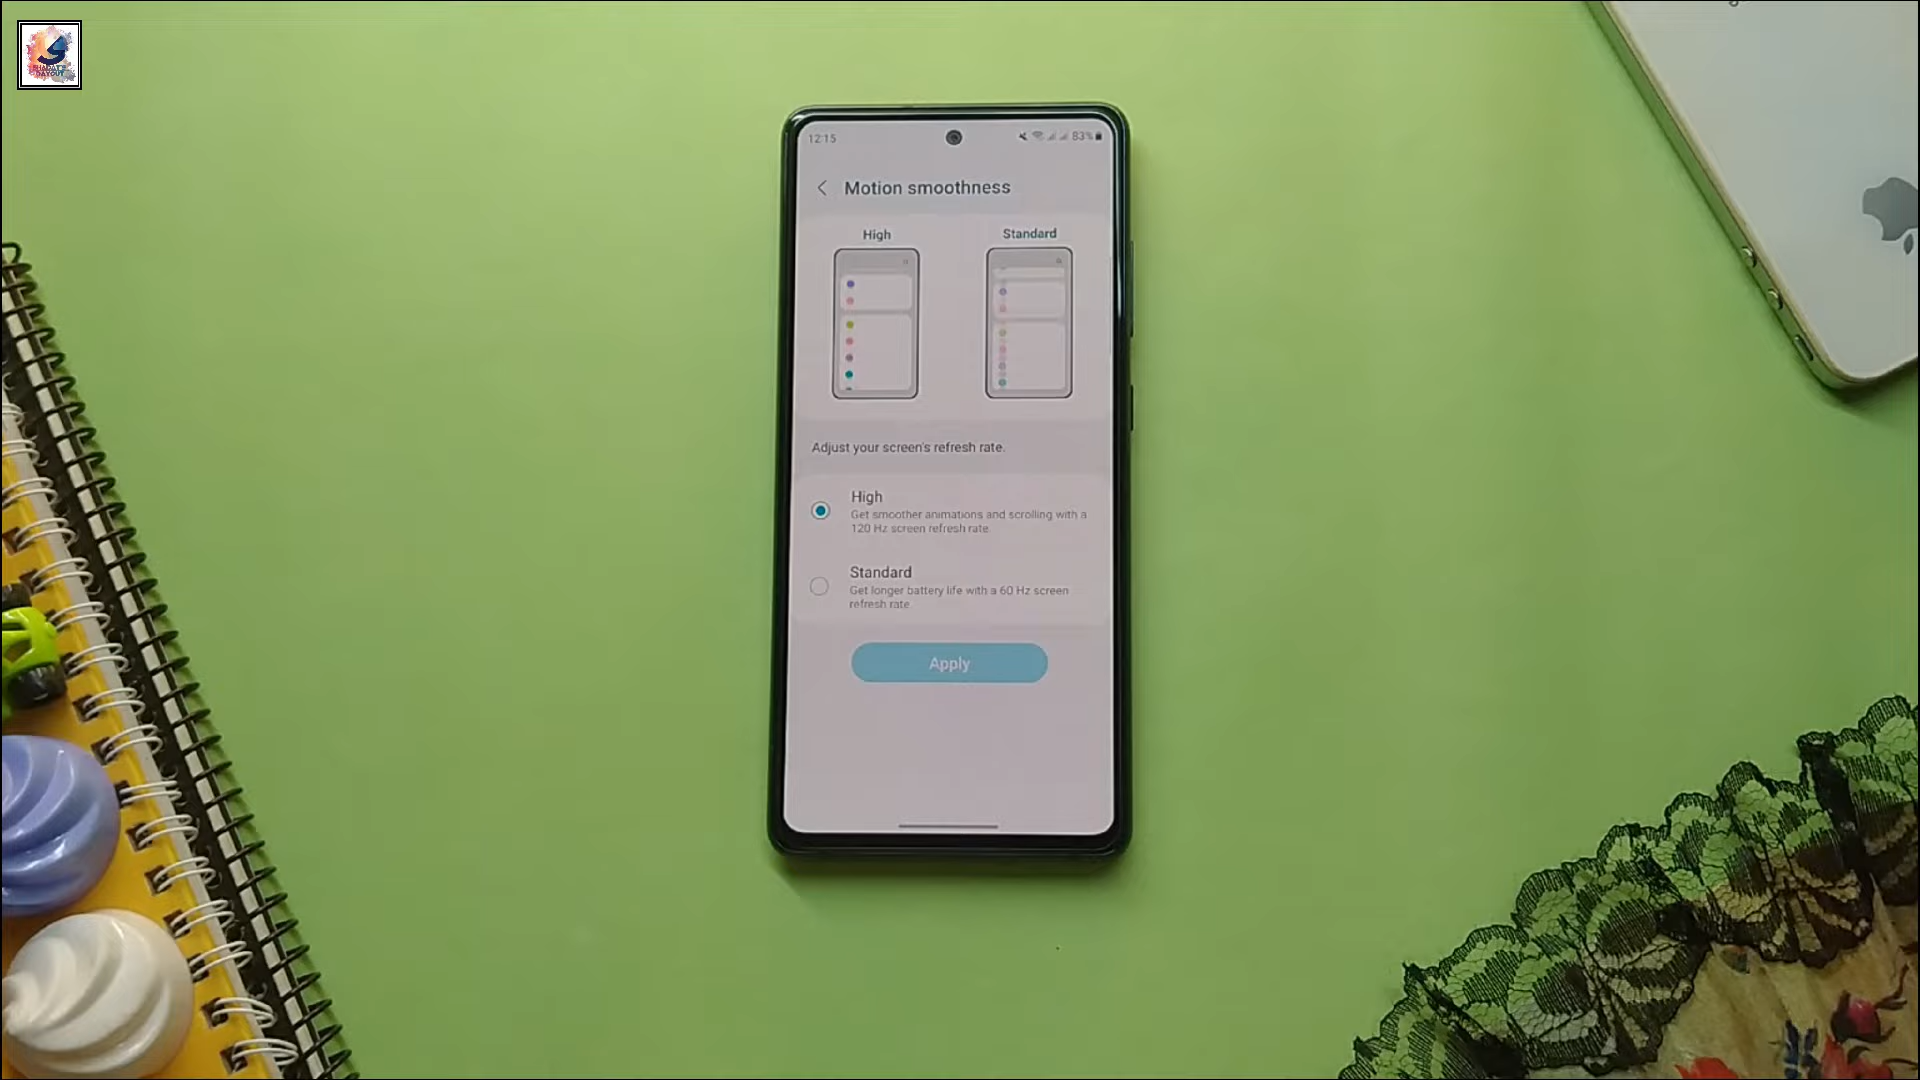 12:15
83%
Motion smoothness
High
Standard
Adjust your screen's refresh rate.
High
Get smoother animations and scrolling with a
120 Hz screen refresh rate.
Standard
Get longer battery life with a 60 Hz screen
refresh rate.
Apply